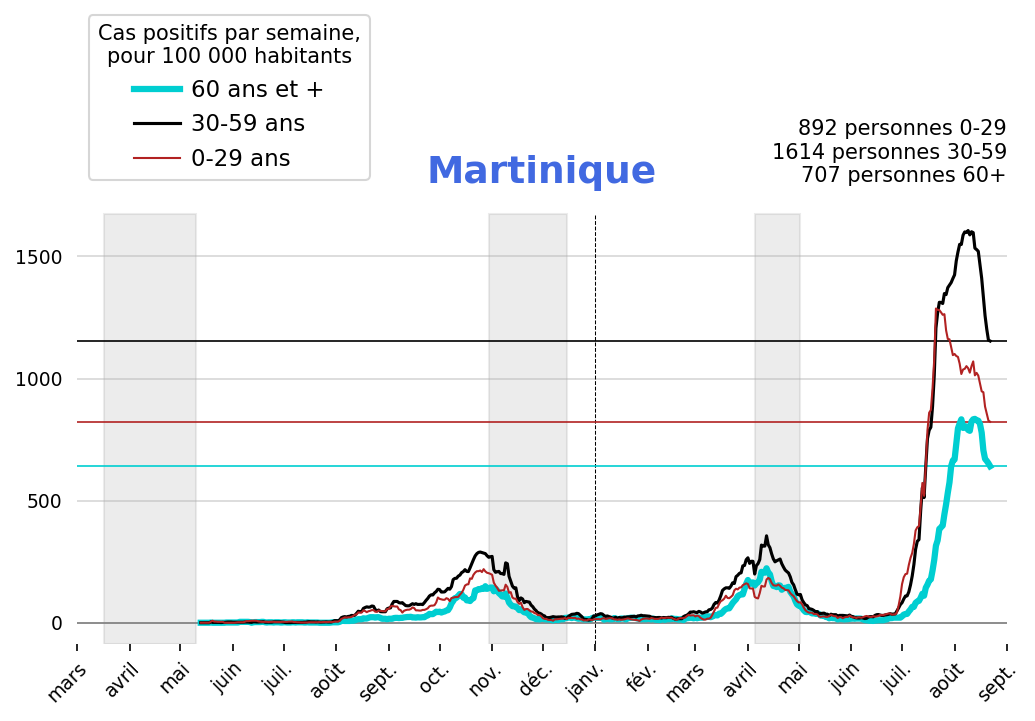 Cas positifs par semaine,
pour 100 000 habitants
60 ans et +
30-59 ans
0-29 ans
Martinique
892 personnes 0-29
1614 personnes 30-59
707 personnes 60+
1500
1000
500
0
mars
avril
mai
juin
juil.
août
sept.
oct.
nov.
déc.
janv.
fév.
mars
avril
mai
juin
juil.
août
sept.